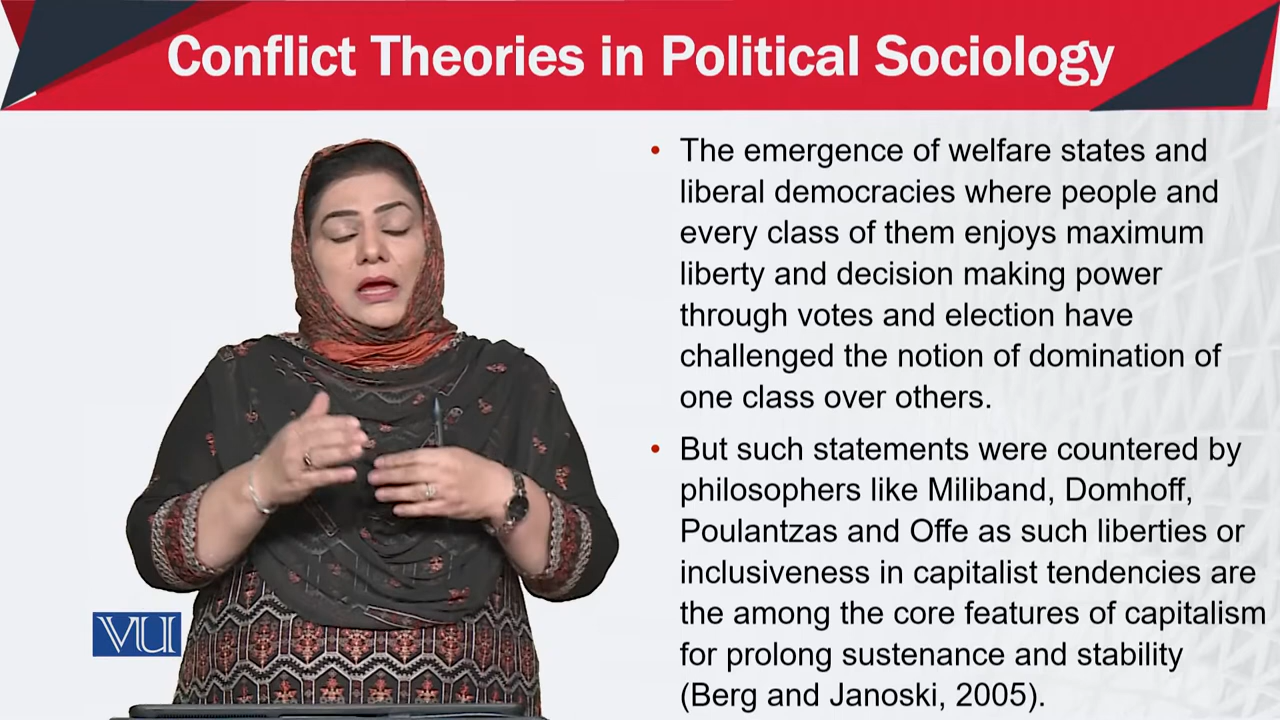 Conflict Theories in Political Sociology
• The emergence of welfare states and
liberal democracies where people and
every class of them enjoys maximum
liberty and decision making power
through votes and election have
challenged the notion of domination of
one class over others.
• But such statements were countered by
philosophers like Miliband, Domhoff,
Poulantzas and Offe as such liberties or
inclusiveness in capitalist tendencies are
the among the core features of capitalism
for prolong sustenance and stability
(Berg and Janoski, 2005).
VU